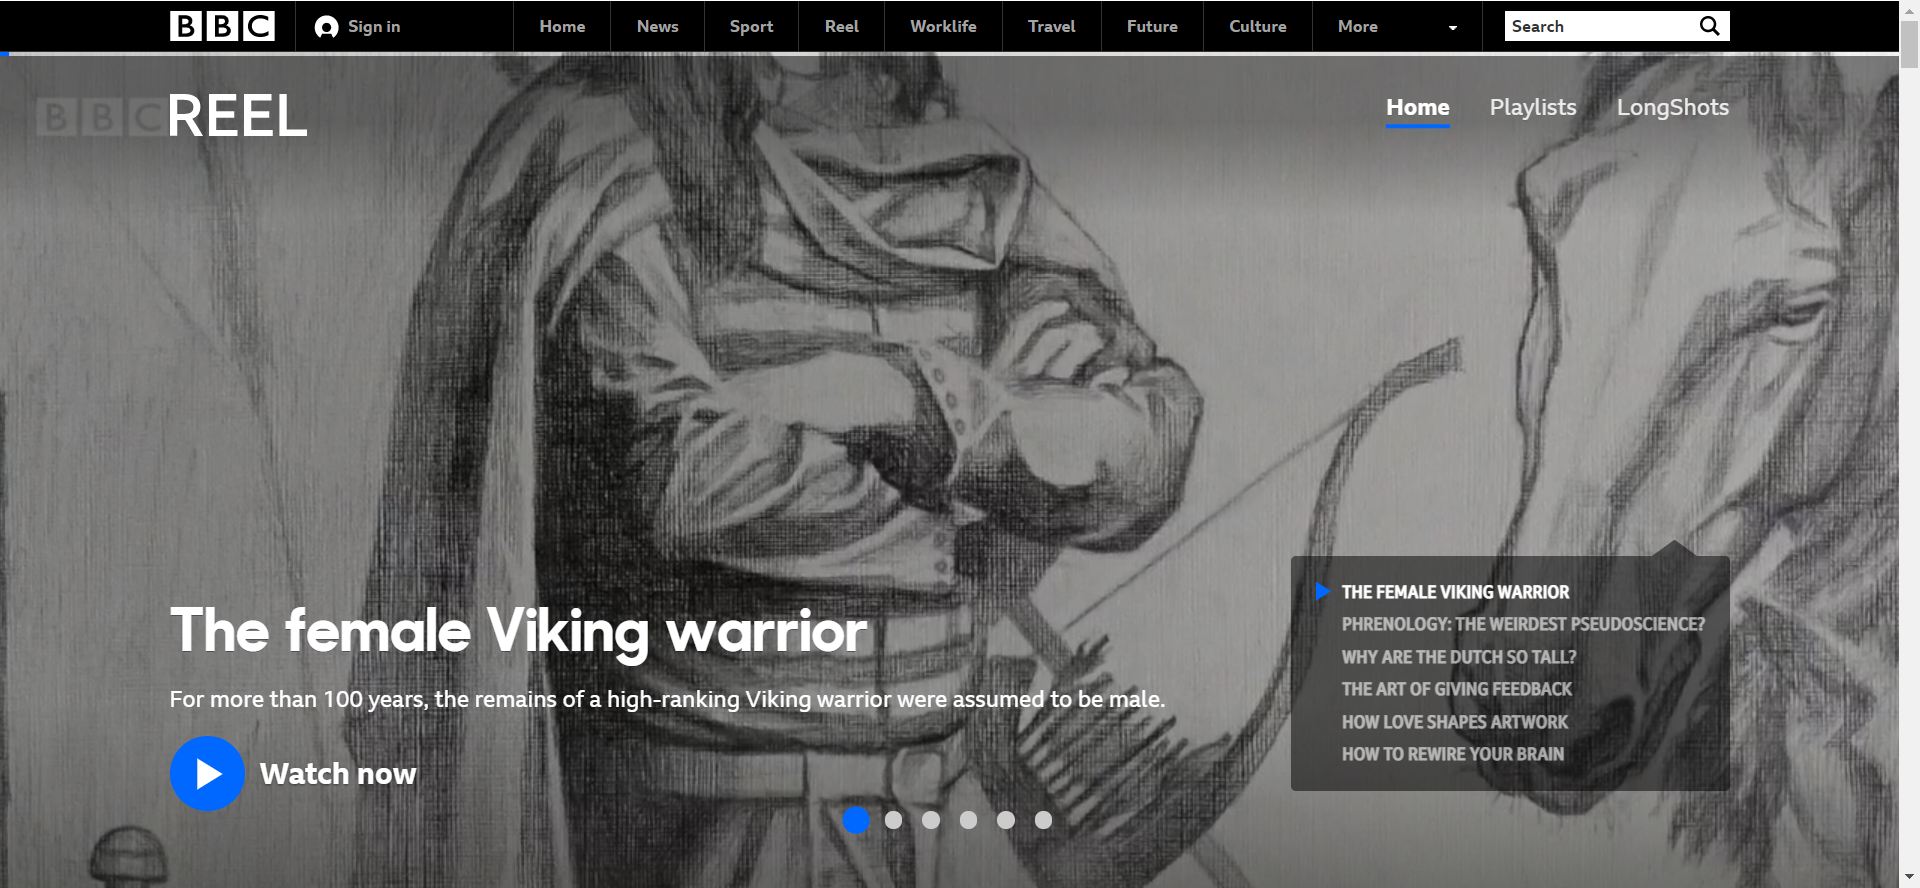 BBC
Sign in
Home
News
Sport
Reel
Worklife
Travel
Future
Culture
More
Search
BBC REEL
Home
Playlists
LongShots
THE FEMALE VIKING WARRIOR
PHRENOLOGY: THE WEIRDEST PSEUDOSCIENCE?
WHY ARE THE DUTCH SO TALL?
THE ART OF GIVING FEEDBACK
HOW LOVE SHAPES ARTWORK
HOW TO REWIRE YOUR BRAIN
The female Viking warrior
For more than 100 years, the remains of a high-ranking Viking warrior were assumed to be male.
Watch now